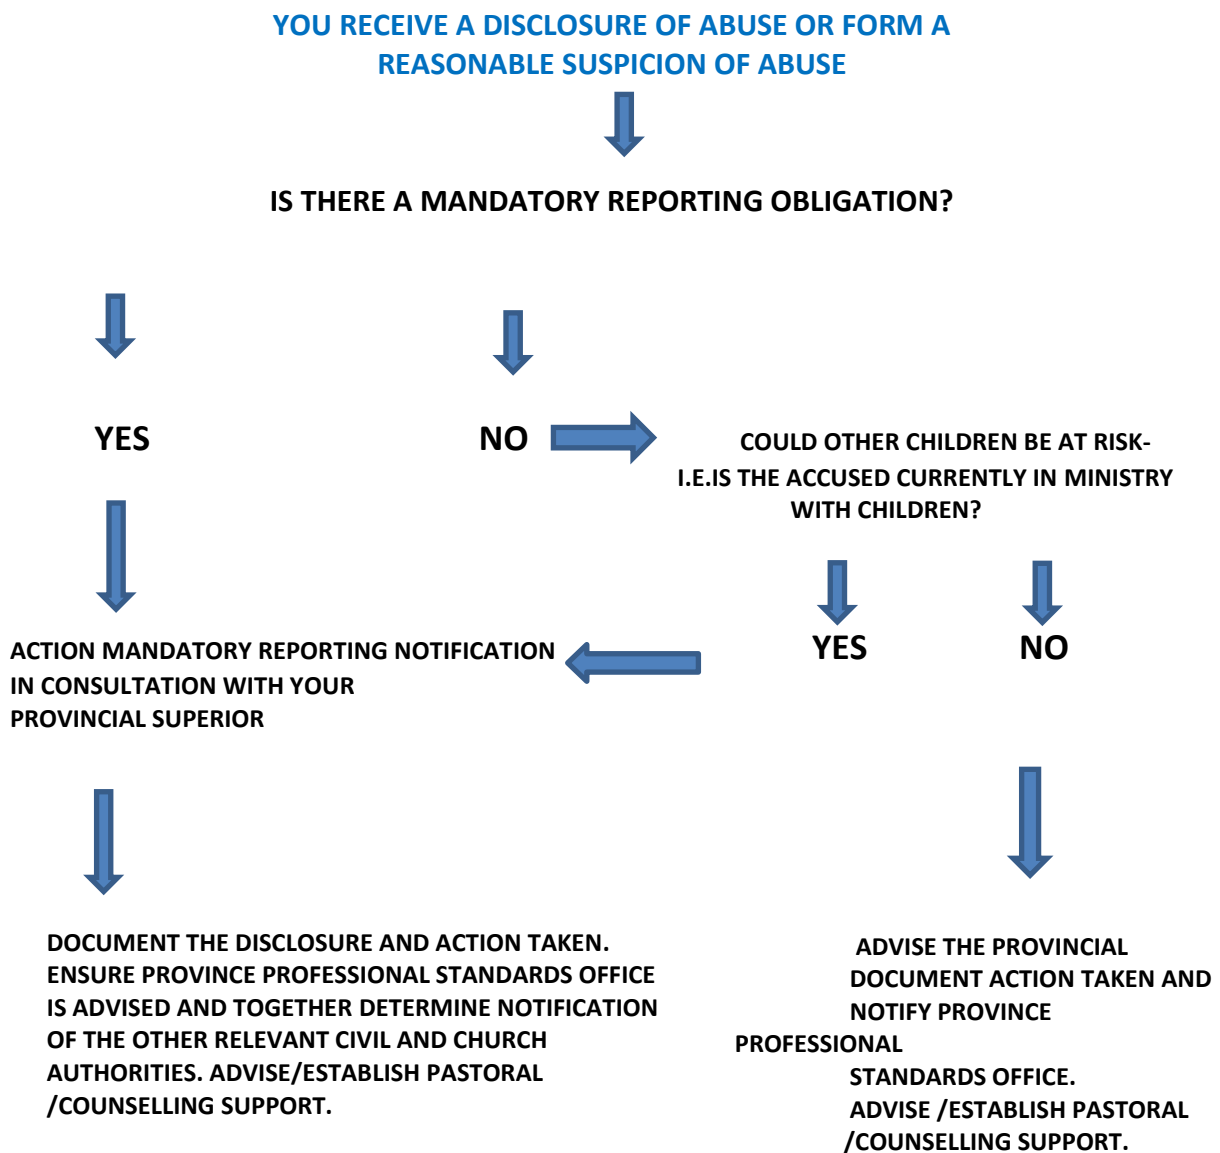 YOU RECEIVE A DISCLOSURE OF ABUSE OR FORM A
REASONABLE SUSPICION OF ABUSE
IS THERE A MANDATORY REPORTING OBLIGATION?
YES
NO
COULD OTHER CHILDREN BE AT RISK-
I.E.IS THE ACCUSED CURRENTLY IN MINISTRY
WITH CHILDREN?
YES
NO
ACTION MANDATORY REPORTING NOTIFICATION
IN CONSULTATION WITH YOUR
PROVINCIAL SUPERIOR
DOCUMENT THE DISCLOSURE AND ACTION TAKEN.
ENSURE PROVINCE PROFESSIONAL STANDARDS OFFICE
IS ADVISED AND TOGETHER DETERMINE NOTIFICATION
OF THE OTHER RELEVANT CIVIL AND CHURCH
AUTHORITIES. ADVISE/ESTABLISH PASTORAL
/COUNSELLING SUPPORT.
ADVISE THE PROVINCIAL
DOCUMENT ACTION TAKEN AND
NOTIFY PROVINCE
PROFESSIONAL
STANDARDS OFFICE.
ADVISE /ESTABLISH PASTORAL
/COUNSELLING SUPPORT.